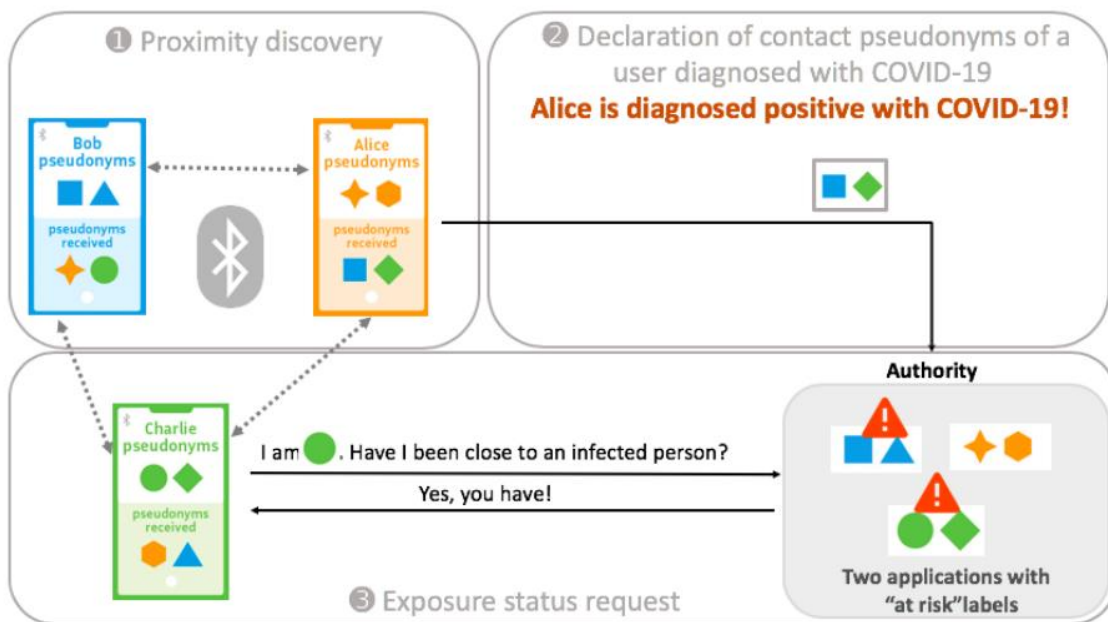 ❶ Proximity discovery
Bob
pseudonyms
pseudonyms
received
Alice
pseudonyms
pseudonyms
received
❷ Declaration of contact pseudonyms of a
user diagnosed with COVID-19
Alice is diagnosed positive with COVID-19!
Charlie
pseudonyms
pseudonyms
received
I am . Have I been close to an infected person?
Yes, you have!
Authority
Two applications with
“at risk”labels
❸ Exposure status request